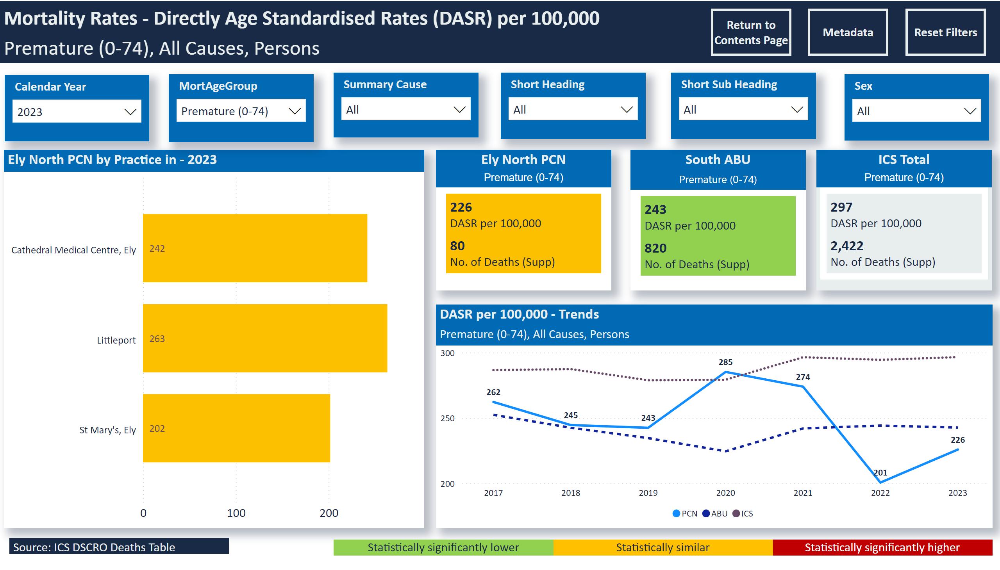 Mortality Rates - Directly Age Standardised Rates (DASR) per 100,000
Premature (0-74), All Causes, Persons
Return to
Contents Page
Metadata
Reset Filters
Calendar Year
2023
MortAgeGroup
Premature (0-74)
Summary Cause
All
Short Heading
All
Short Sub Heading
All
Sex
All
Ely North PCN by Practice in - 2023
Cathedral Medical Centre, Ely
242
Littleport
263
St Mary's, Ely
202
0
100
200
Ely North PCN
Premature (0-74)
226
DASR per 100,000
80
No. of Deaths (Supp)
South ABU
Premature (0-74)
243
DASR per 100,000
820
No. of Deaths (Supp)
ICS Total
Premature (0-74)
297
DASR per 100,000
2,422
No. of Deaths (Supp)
DASR per 100,000 - Trends
Premature (0-74), All Causes, Persons
300
250
200
262
245
243
285
274
201
226
2017
2018
2019
2020
2021
2022
2023
PCN
ABU
ICS
Source: ICS DSCRO Deaths Table
Statistically significantly lower
Statistically similar
Statistically significantly higher